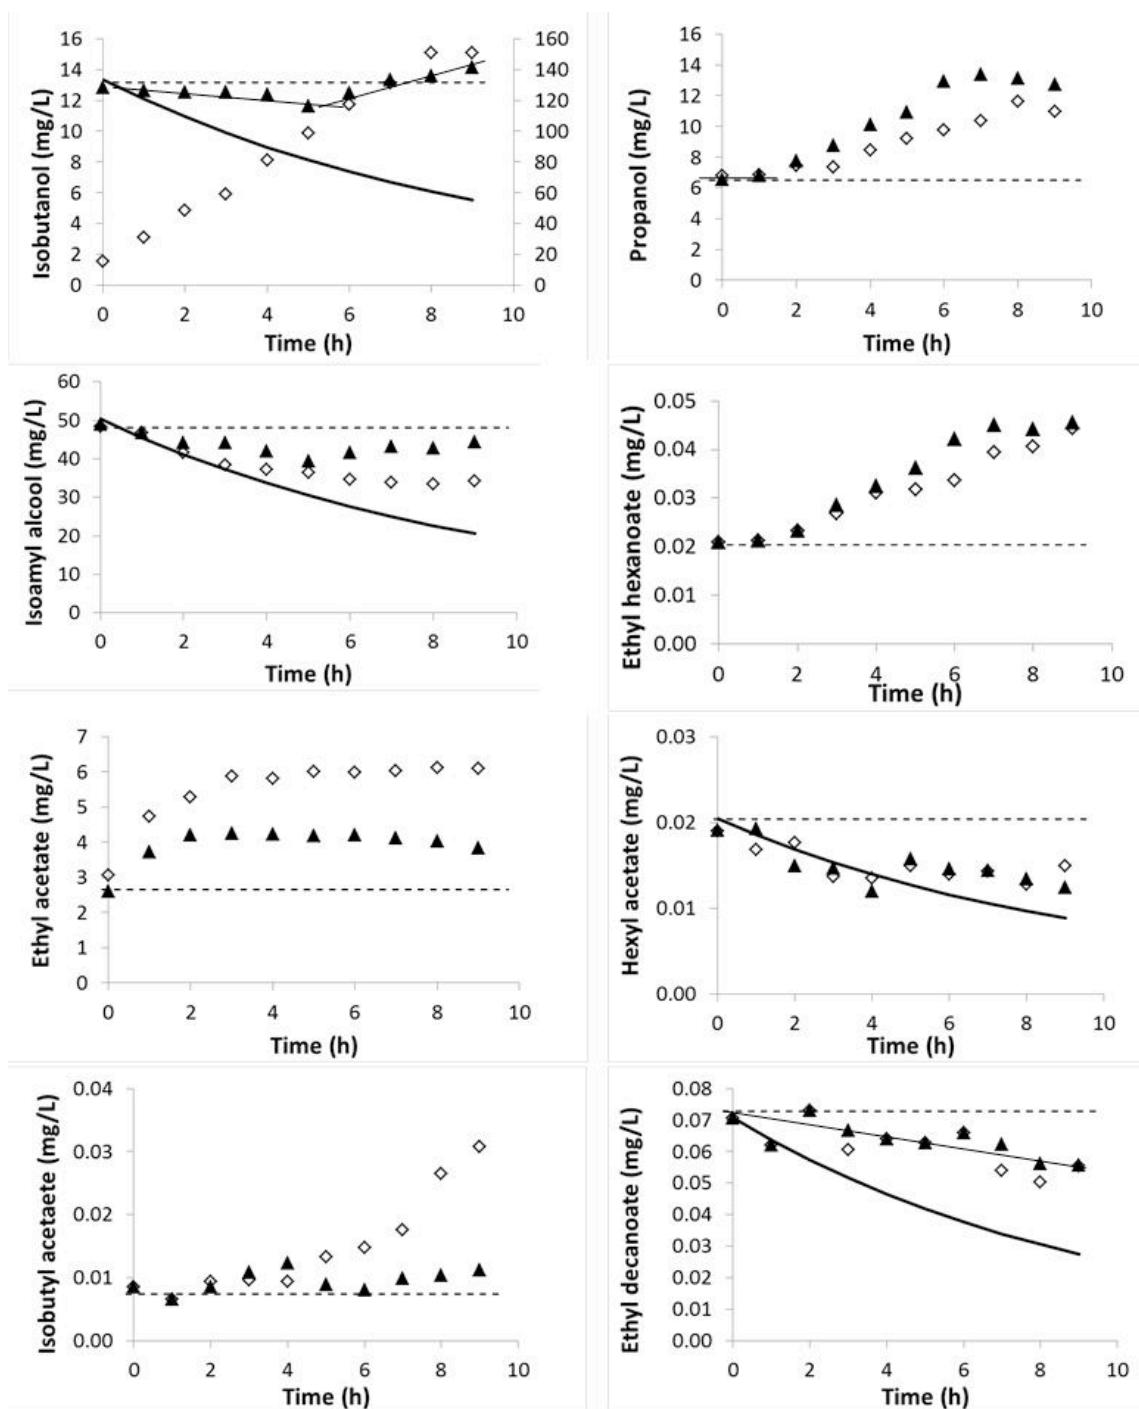 Isobutanol (mg/L)
16 160
14 140
12 120
10 100
8 80
6 60
4 40
2 20
0 0
0 2 4 6 8 10
Time (h)
Propanol (mg/L)
16
14
12
10
8
6
4
2
0
0 2 4 6 8 10
Time (h)
Isoamyl alcool (mg/L)
60
50
40
30
20
10
0
0 2 4 6 8 10
Time (h)
Ethyl hexanoate (mg/L)
0.05
0.04
0.03
0.02
0.01
0.00
0 2 4 6 8 10
Time (h)
Ethyl acetate (mg/L)
7
6
5
4
3
2
1
0
0 2 4 6 8 10
Time (h)
Hexyl acetate (mg/L)
0.03
0.02
0.01
0.00
0 2 4 6 8 10
Time (h)
Isobutyl acetaete (mg/L)
0.04
0.03
0.02
0.01
0.00
0 2 4 6 8 10
Time (h)
Ethyl decanoate (mg/L)
0.08
0.07
0.06
0.05
0.04
0.03
0.02
0.01
0.00
0 2 4 6 8 10
Time (h)